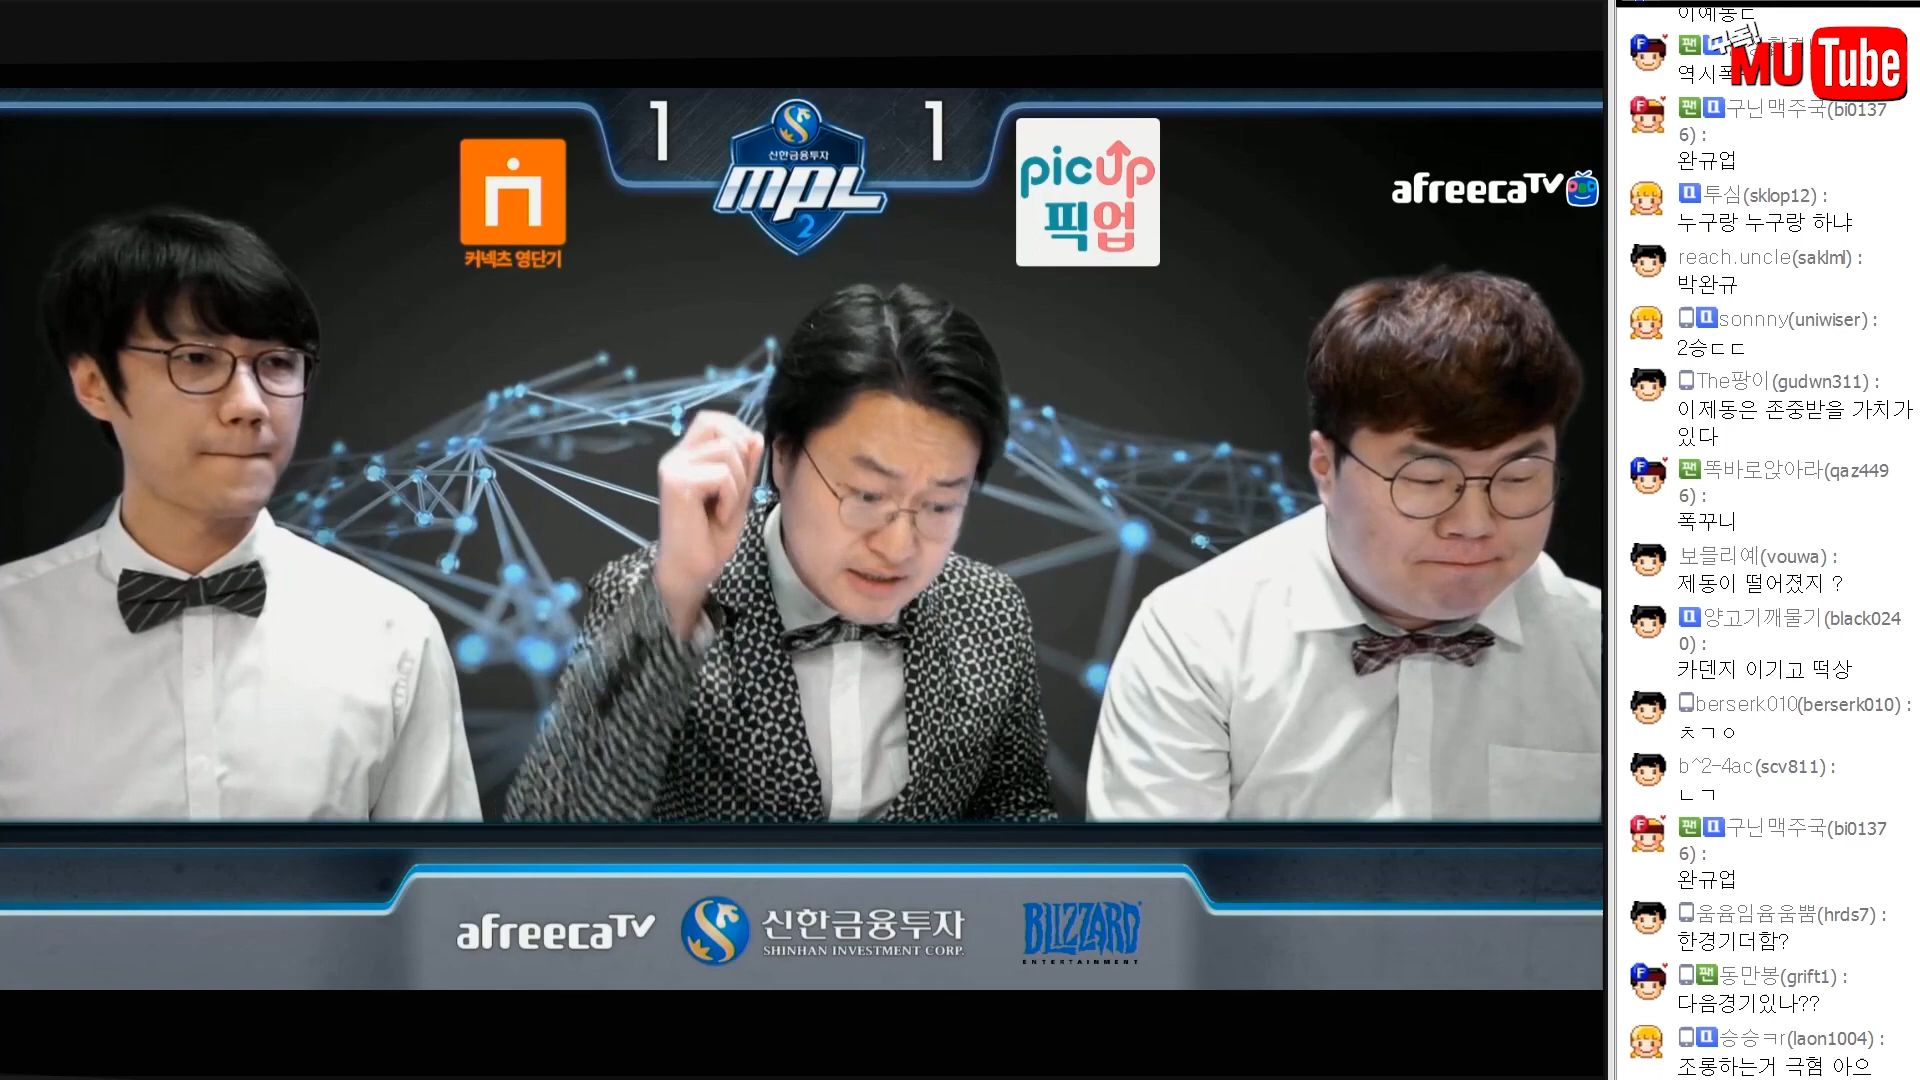 1
1
신한금융투자
MPL
2
커넥츠 영단기
picup
픽업
afreecaTV
afreecaTV
신한금융투자
SHINHAN INVESTMENT CORP.
BLIZZARD
ENTERTAINMENT
구독!
MU Tube
구닌맥주국(bi0137
6) :
완규업
투심(sklop12) :
누구랑 누구랑 하냐
reach.uncle(saklml) :
박완규
sonnny(uniwiser) :
2승ㄷㄷ
The팡이(gudwn311) :
이제동은 존중받을 가치가
있다
팬 똑바로앉아라(qaz449
6) :
폭꾸니
보믈리예(vouwa) :
제동이 떨어졌지 ?
양고기깨물기(black024
0) :
카덴지 이기고 떡상
berserk010(berserk010) :
ㅊㄱㅇ
b^2-4ac(scv811) :
ㄴㄱ
팬 구닌맥주국(bi0137
6) :
완규업
움윰임윰움쁨(hrds7) :
한경기더함?
팬 동만봉(grift1) :
다음경기있나??
승승ㅋr(laon1004) :
조롱하는거 극혐 아으